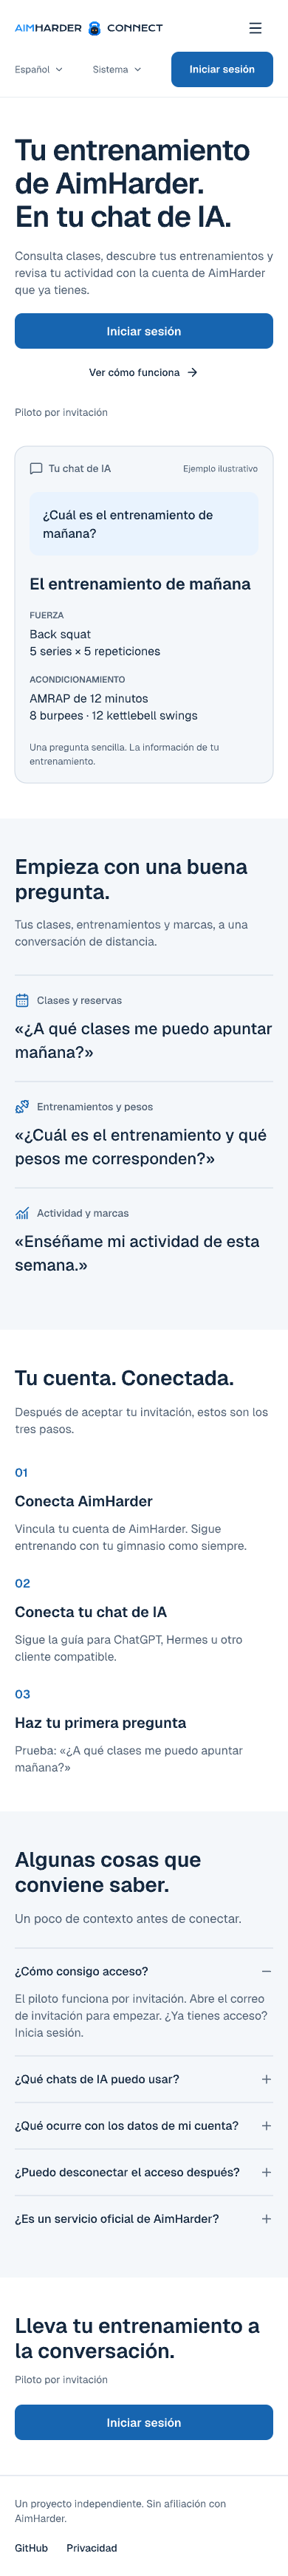 AIMHARDER CONNECT
Español
Sistema
Iniciar sesión
Tu entrenamiento
de AimHarder.
En tu chat de IA.
Consulta clases, descubre tus entrenamientos y
revisa tu actividad con la cuenta de AimHarder
que ya tienes.
Iniciar sesión
Ver cómo funciona
Piloto por invitación
Tu chat de IA
Ejemplo ilustrativo
¿Cuál es el entrenamiento de
mañana?
El entrenamiento de mañana
FUERZA
Back squat
5 series × 5 repeticiones
ACONDICIONAMIENTO
AMRAP de 12 minutos
8 burpees · 12 kettlebell swings
Una pregunta sencilla. La información de tu
entrenamiento.
Empieza con una buena
pregunta.
Tus clases, entrenamientos y marcas, a una
conversación de distancia.
Clases y reservas
«¿A qué clases me puedo apuntar
mañana?»
Entrenamientos y pesos
«¿Cuál es el entrenamiento y qué
pesos me corresponden?»
Actividad y marcas
«Enséñame mi actividad de esta
semana.»
Tu cuenta. Conectada.
Después de aceptar tu invitación, estos son los
tres pasos.
01
Conecta AimHarder
Vincula tu cuenta de AimHarder. Sigue
entrenando con tu gimnasio como siempre.
02
Conecta tu chat de IA
Sigue la guía para ChatGPT, Hermes u otro
cliente compatible.
03
Haz tu primera pregunta
Prueba: «¿A qué clases me puedo apuntar
mañana?»
Algunas cosas que
conviene saber.
Un poco de contexto antes de conectar.
¿Cómo consigo acceso?
El piloto funciona por invitación. Abre el correo
de invitación para empezar. ¿Ya tienes acceso?
Inicia sesión.
¿Qué chats de IA puedo usar?
¿Qué ocurre con los datos de mi cuenta?
¿Puedo desconectar el acceso después?
¿Es un servicio oficial de AimHarder?
Lleva tu entrenamiento a
la conversación.
Piloto por invitación
Iniciar sesión
Un proyecto independiente. Sin afiliación con
AimHarder.
GitHub
Privacidad